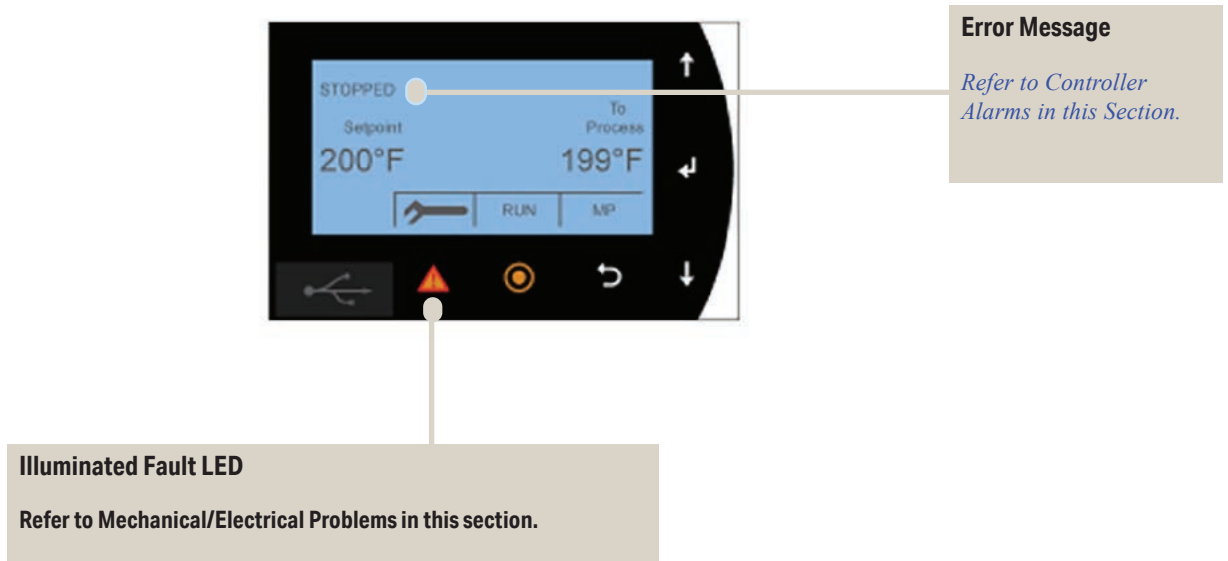 Error Message
Refer to Controller
Alarms in this Section.
STOPPED
To
Setpoint
Process
200°F
199°F
RUN
MP
Illuminated Fault LED
Refer to Mechanical/Electrical Problems in this section.